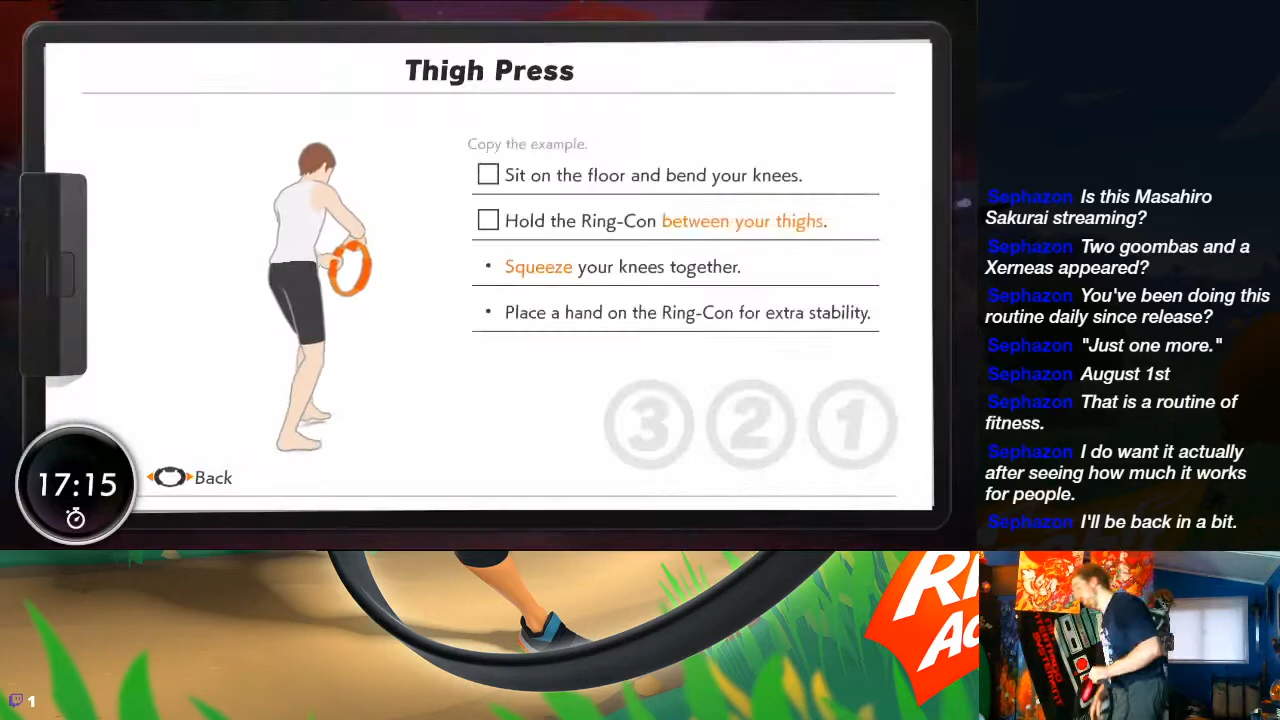 Thigh Press
Copy the example.
Sit on the floor and bend your knees.
Hold the Ring-Con between your thighs.
• Squeeze your knees together.
• Place a hand on the Ring-Con for extra stability.
3 2 1
17:15
Back
Sephazon Is this Masahiro
Sakurai streaming?
Sephazon Two goombas and a
Xerneas appeared?
Sephazon You've been doing this
routine daily since release?
Sephazon "Just one more."
Sephazon August 1st
Sephazon That is a routine of
fitness.
Sephazon I do want it actually
after seeing how much it works
for people.
Sephazon I'll be back in a bit.
1